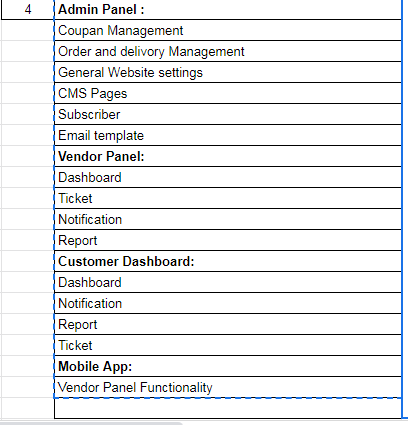 4 Admin Panel :
Coupan Management
Order and delivory Management
General Website settings
CMS Pages
Subscriber
Email template
Vendor Panel:
Dashboard
Ticket
Notification
Report
Customer Dashboard:
Dashboard
Notification
Report
Ticket
Mobile App:
Vendor Panel Functionality